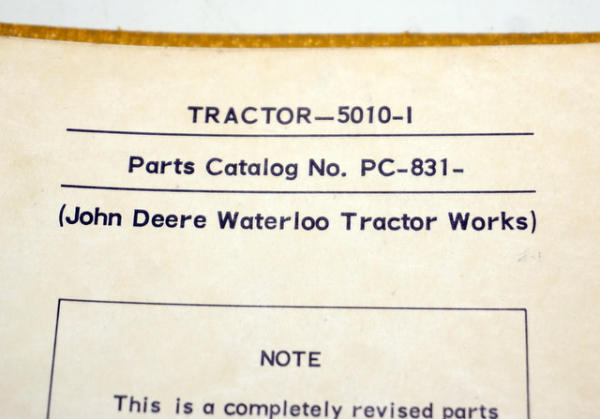 TRACTOR—5010-I
Parts Catalog No. PC-831-
(John Deere Waterloo Tractor Works)
NOTE
This is a completely revised parts